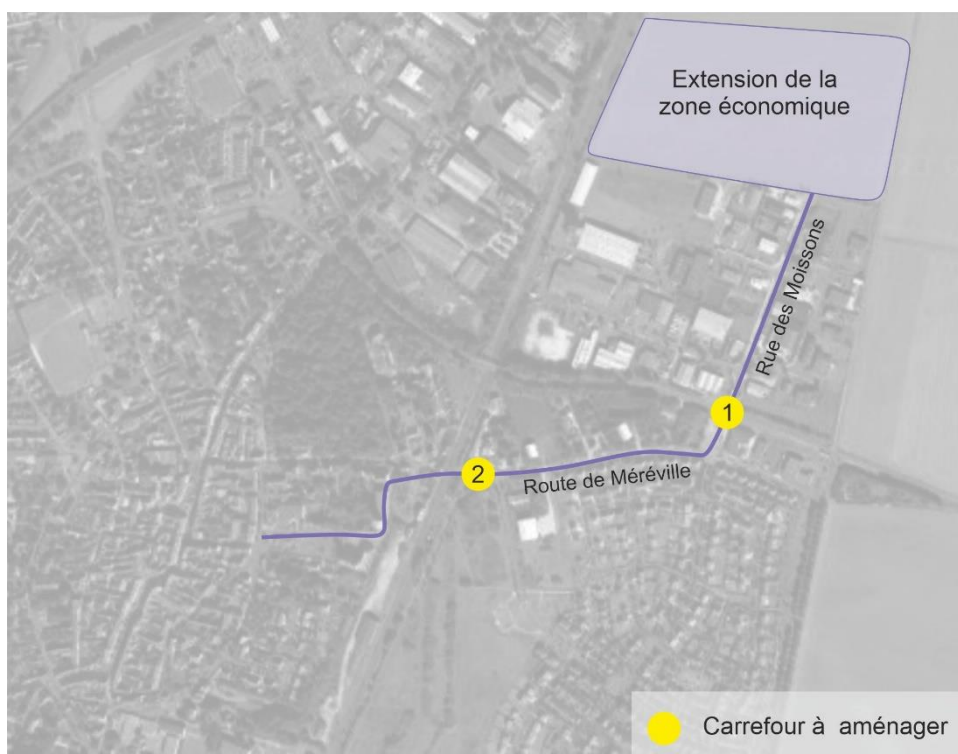 Extension de la
zone économique
Rue des Moissons
1
2
Route de Méréville
Carrefour à aménager